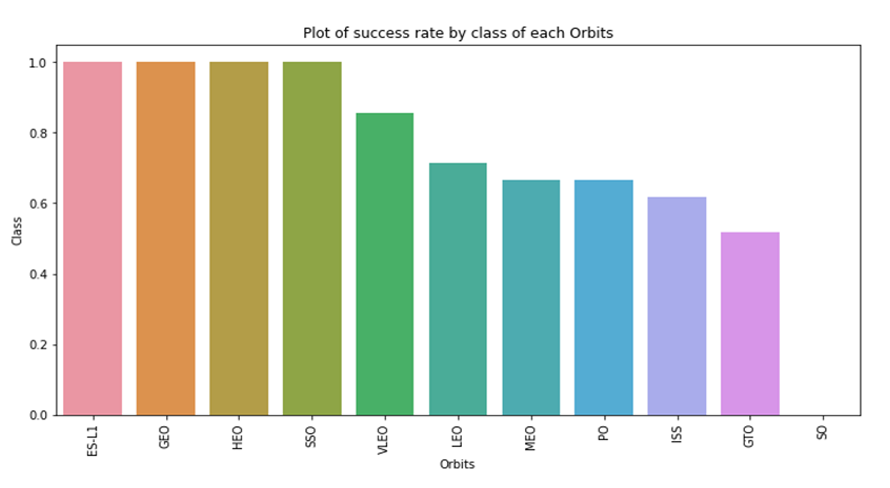 Plot of success rate by class of each Orbits
1.0
0.8
0.6
0.4
0.2
0.0
Class
ES-L1
GEO
HEO
SSO
VLEO
LEO
MEO
PO
ISS
GTO
SO
Orbits